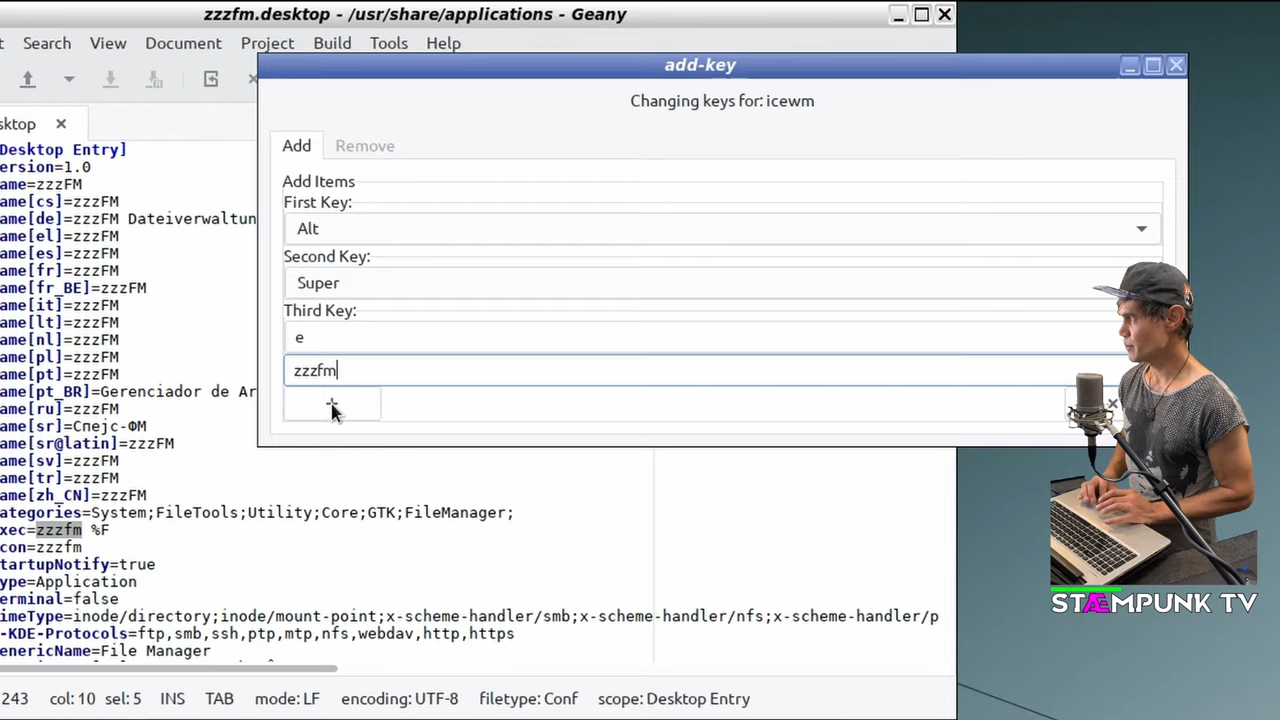 zzzfm.desktop - /usr/share/applications - Geany
t Search View Document Project Build Tools Help
sktop
add-key
Changing keys for: icewm
Add Remove
Add Items
First Key:
Alt
Second Key:
Super
Third Key:
e
zzzfm
Desktop Entry]
ersion=1.0
ame=zzzFM
ame[cs]=zzzFM
ame[de]=zzzFM Dateiverwaltun
ame[el]=zzzFM
ame[es]=zzzFM
ame[fr]=zzzFM
ame[fr_BE]=zzzFM
ame[it]=zzzFM
ame[lt]=zzzFM
ame[nl]=zzzFM
ame[pl]=zzzFM
ame[pt]=zzzFM
ame[pt_BR]=Gerenciador de Ar
ame[ru]=zzzFM
ame[sr]=Спејс-ФМ
ame[sr@latin]=zzzFM
ame[sv]=zzzFM
ame[tr]=zzzFM
ame[zh_CN]=zzzFM
ategories=System;FileTools;Utility;Core;GTK;FileManager;
xec=zzzfm %F
con=zzzfm
tartupNotify=true
ype=Application
erminal=false
imeType=inode/directory;inode/mount-point;x-scheme-handler/smb;x-scheme-handler/nfs;x-scheme-handler/p
-KDE-Protocols=ftp,smb,ssh,ptp,mtp,nfs,webdav,http,https
enericName=File Manager
243 col: 10 sel: 5 INS TAB mode: LF encoding: UTF-8 filetype: Conf scope: Desktop Entry
STÆMPUNK TV